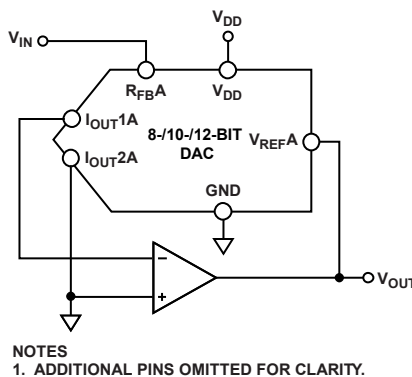 VDD
VIN
RFBA
VDD
IOUT1A
8-/10-/12-BIT
DAC
VREFA
IOUT2A
GND
−
+
VOUT
NOTES
1. ADDITIONAL PINS OMITTED FOR CLARITY.